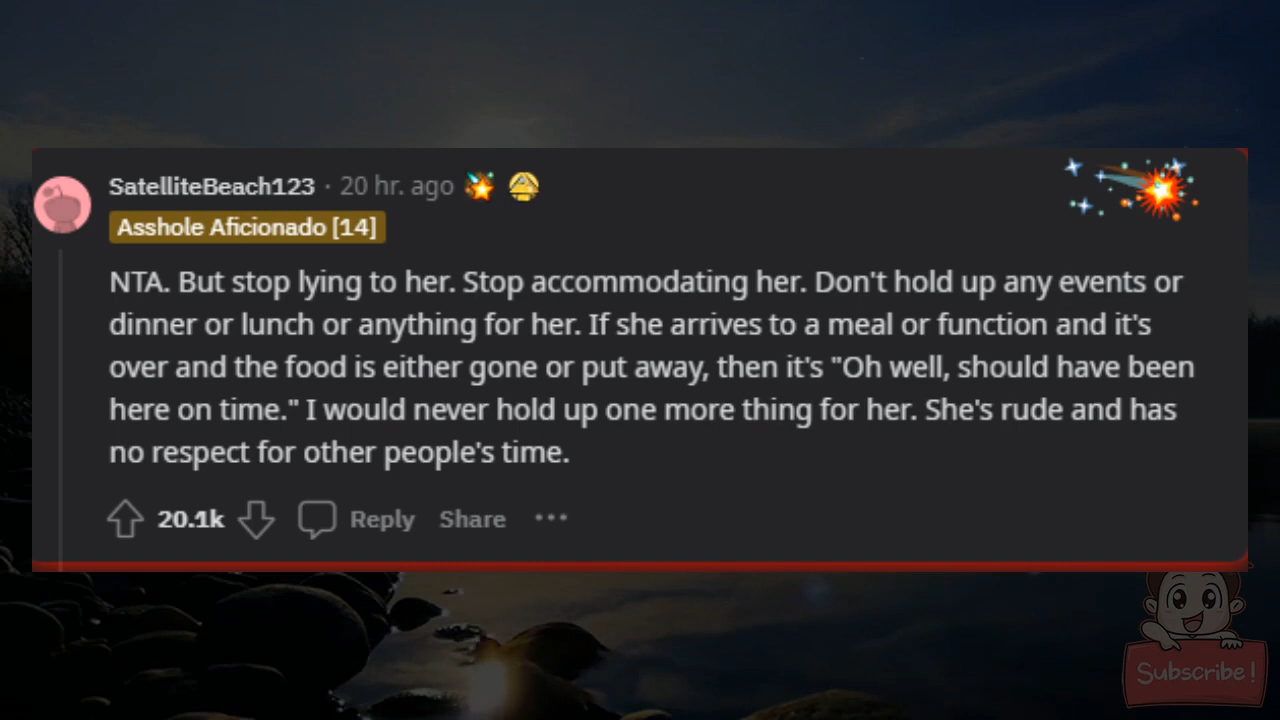 SatelliteBeach123 · 20 hr. ago
Asshole Aficionado [14]
NTA. But stop lying to her. Stop accommodating her. Don't hold up any events or
dinner or lunch or anything for her. If she arrives to a meal or function and it's
over and the food is either gone or put away, then it's "Oh well, should have been
here on time." I would never hold up one more thing for her. She's rude and has
no respect for other people's time.
20.1k Reply Share ···
Subscribe!